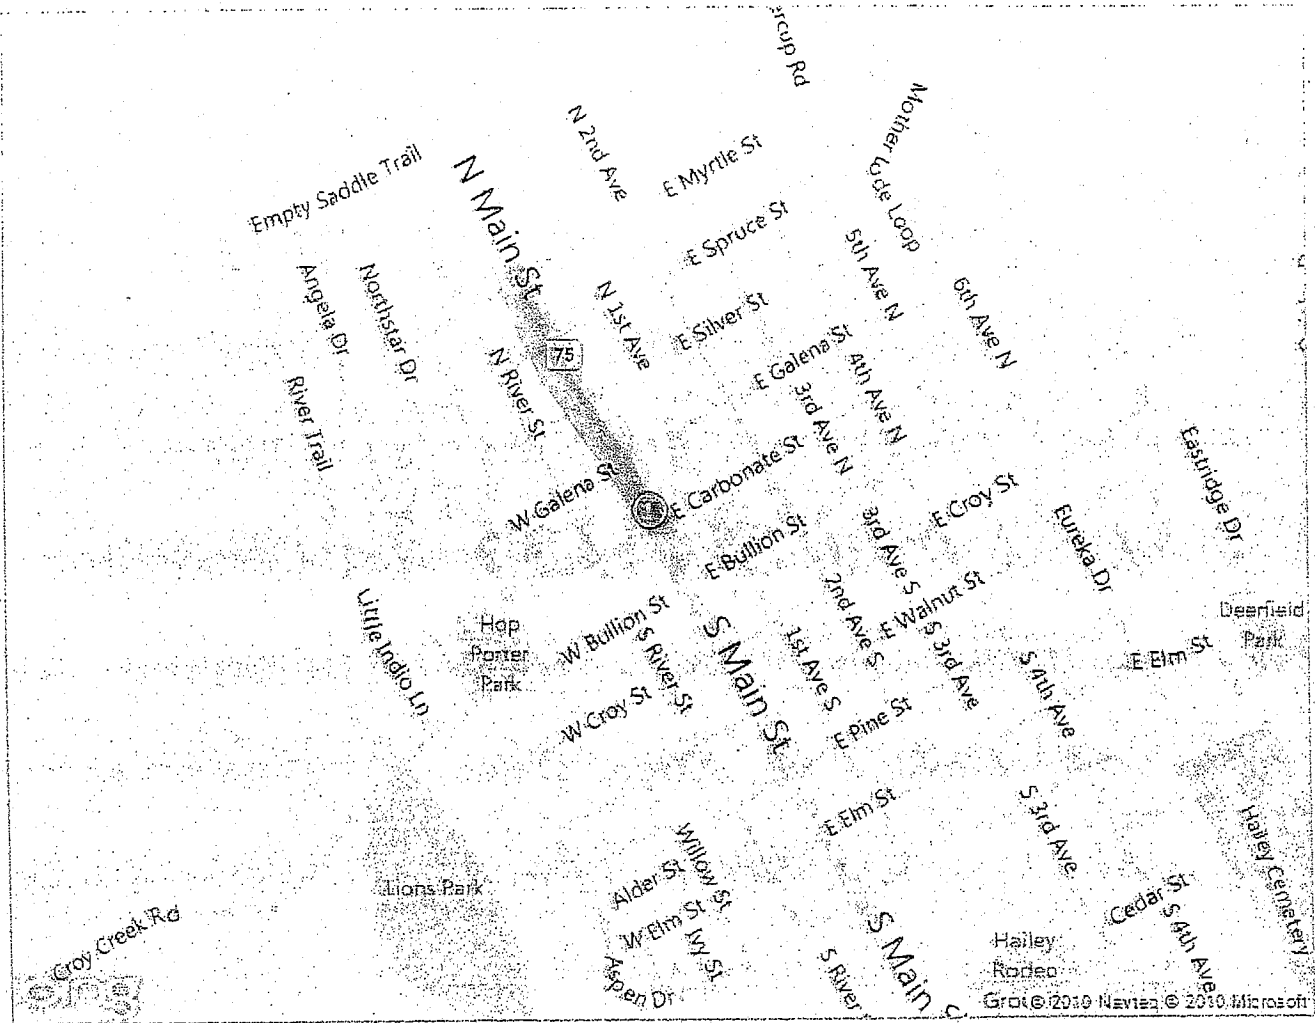 Rd
N 2nd Ave
Mother Lode Loop
E Myrtle St
Empty Saddle Trail
N Main St
E Spruce St
5th Ave N
Angela Dr
Northstar Dr
N 1st Ave
6th Ave N
E Silver St
75
E Galena St
N River St
4th Ave N
River Trail
3rd Ave N
E Carbonate St
Eastridge Dr
W Galena St
E Croy St
3rd Ave S
Eureka Dr
E Bullion St
2nd Ave S
E Walnut St
Little Indio Ln
Hop
Porter
Park
W Bullion St
S River St
S Main St
1st Ave S
S 3rd Ave
S 4th Ave
E Elm St
Deerfield
Park
W Croy St
E Pine St
E Elm St
S 3rd Ave
Hailey Cemetery
Willow St
Alder St
Lions Park
W Elm St
Ivy St
Cedar St
S 4th Ave
Croy Creek Rd
Aspen Dr
S River
S Main
Hailey
Rodeo
© 2010 Navteq © 2010 Microsoft